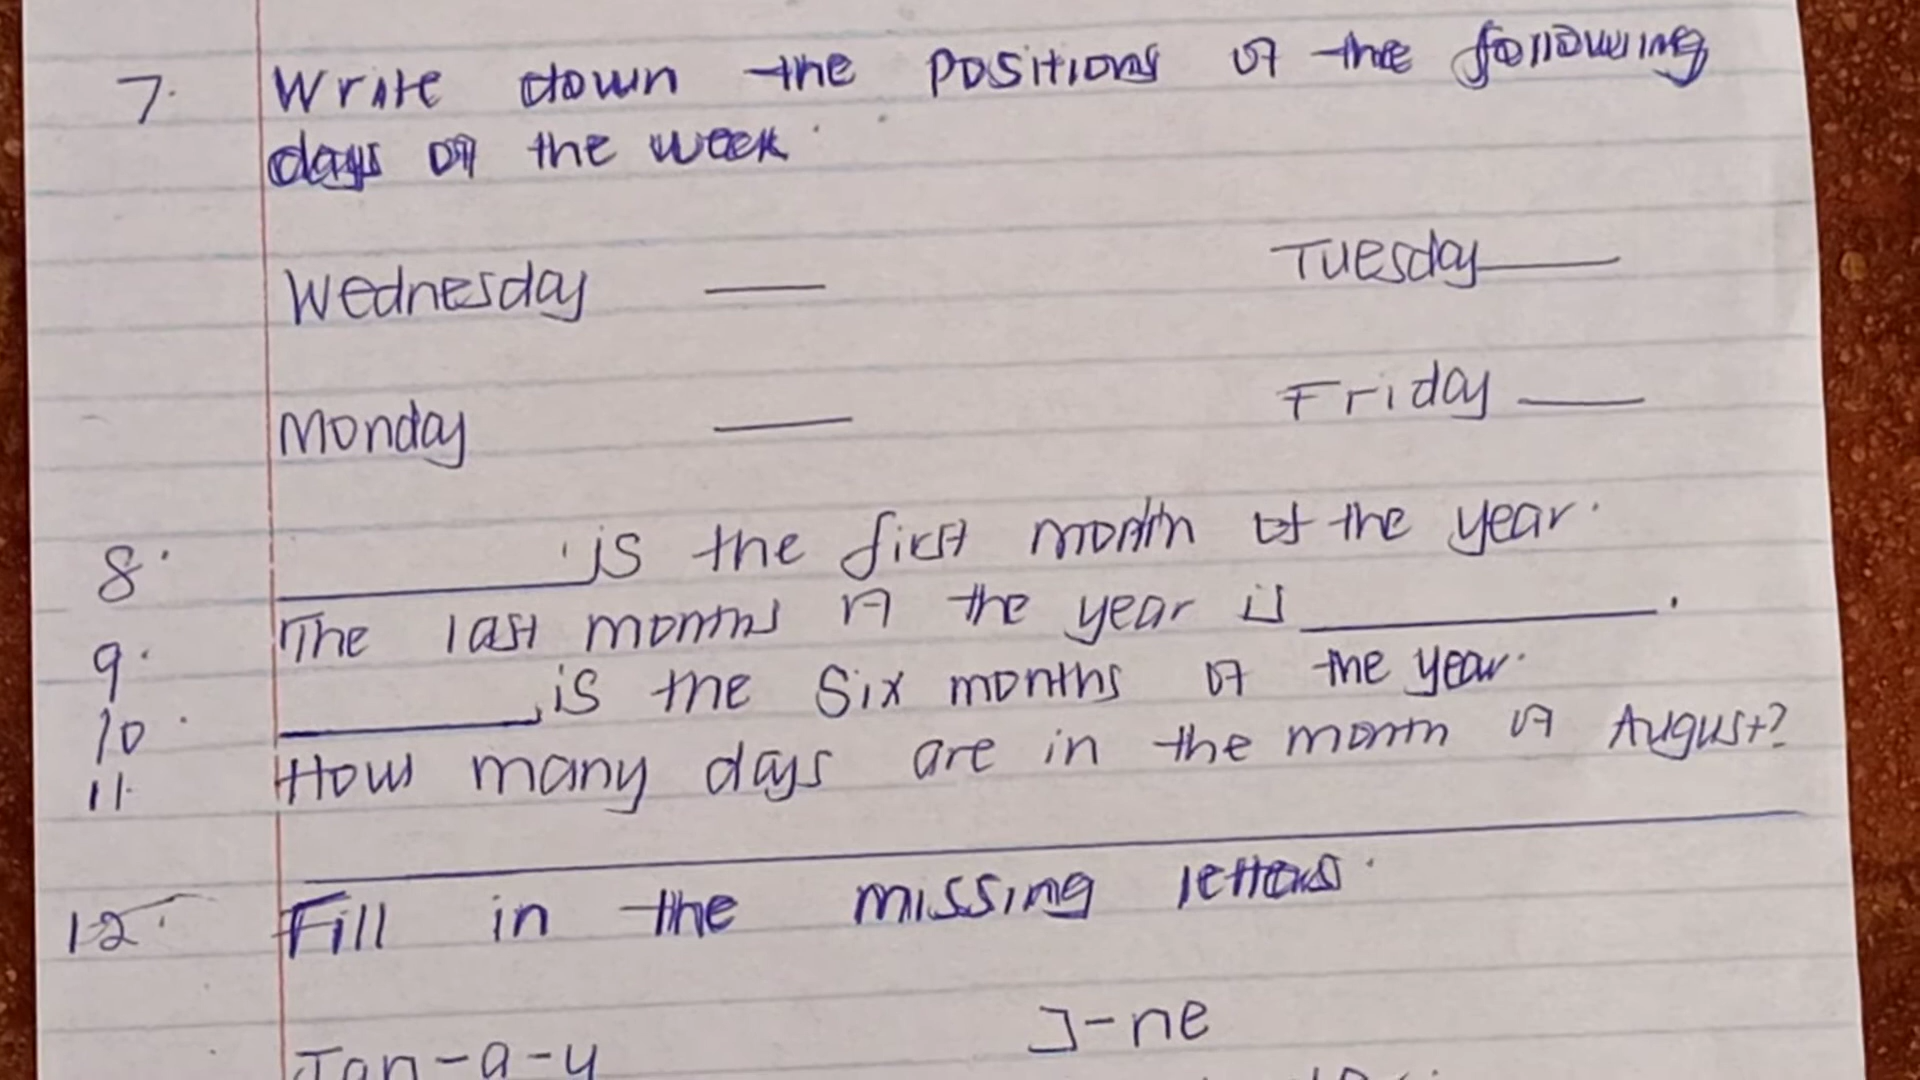 7. Write down the positions of the following
days of the week.
Wednesday ___ Tuesday ___
Monday ___ Friday ___
8. ___ is the first month of the year.
9. The last months of the year is ___.
10. ___ is the six months of the year.
11. How many days are in the month of August?
12. Fill in the missing letters.
Jan-a-y J-ne